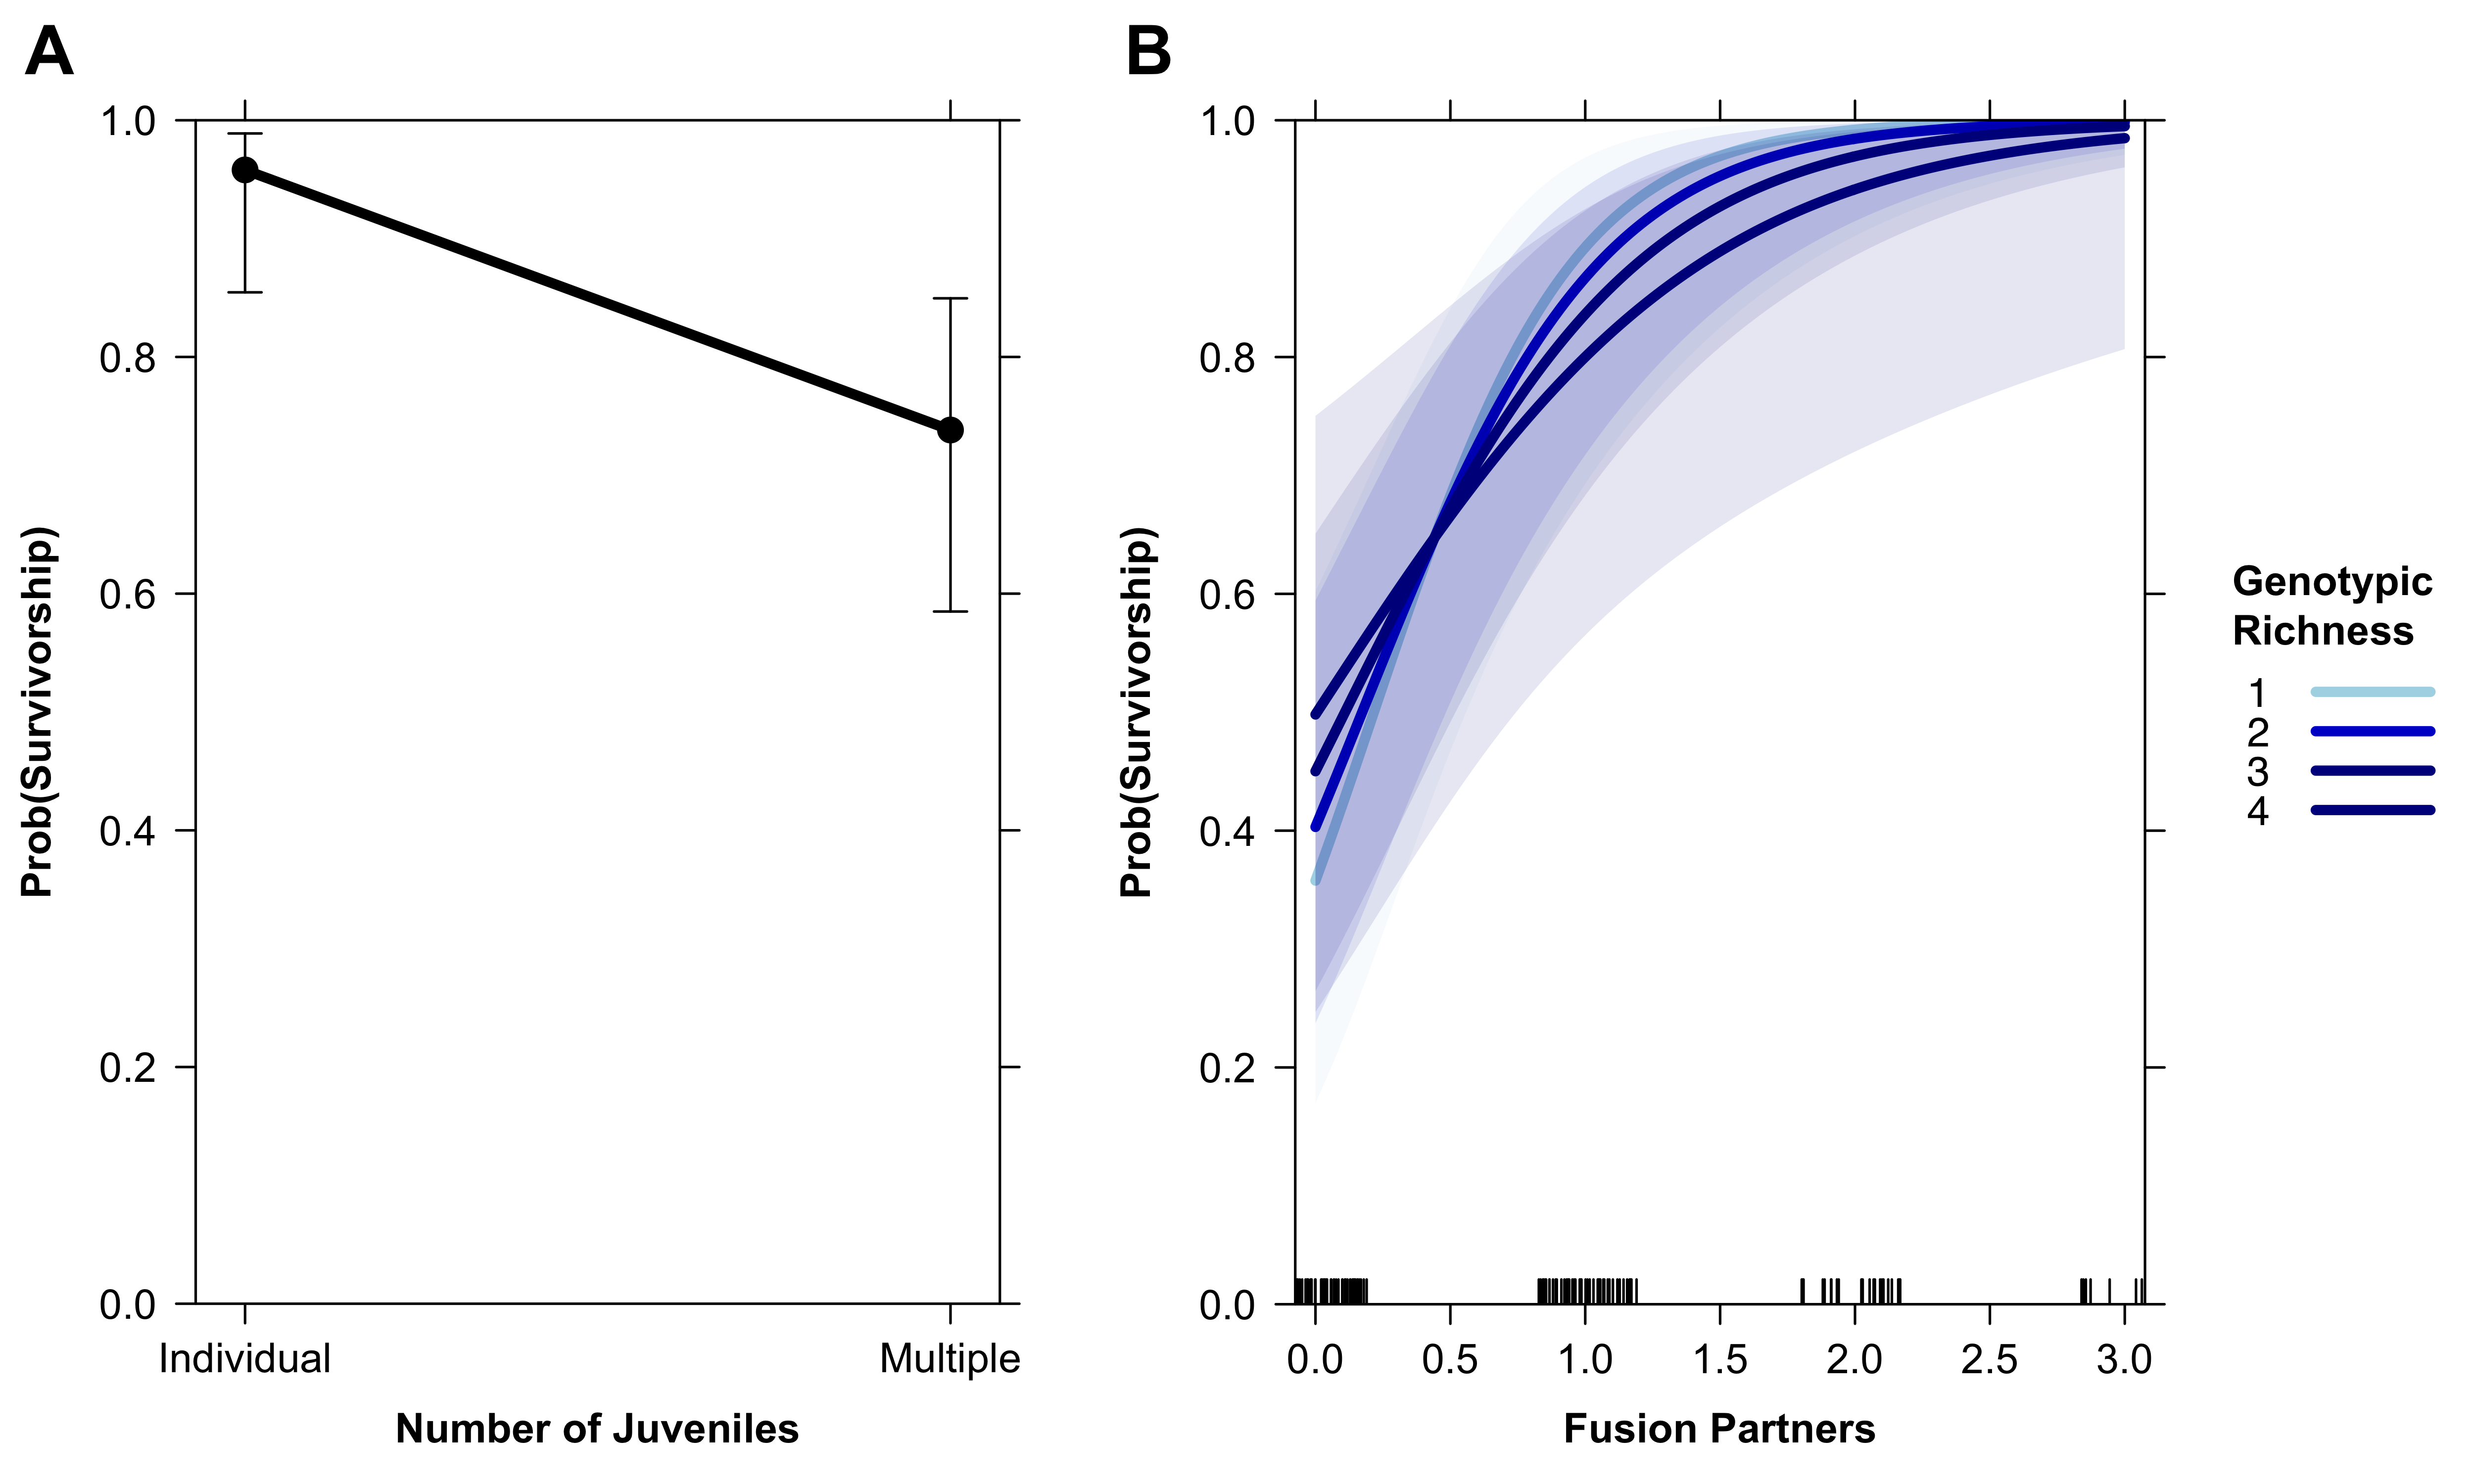 A
1.0
0.8
0.6
0.4
0.2
0.0
Prob(Survivorship)
Individual Multiple
Number of Juveniles
B
1.0
0.8
0.6
0.4
0.2
0.0
Prob(Survivorship)
0.0 0.5 1.0 1.5 2.0 2.5 3.0
Fusion Partners
Genotypic
Richness
1
2
3
4